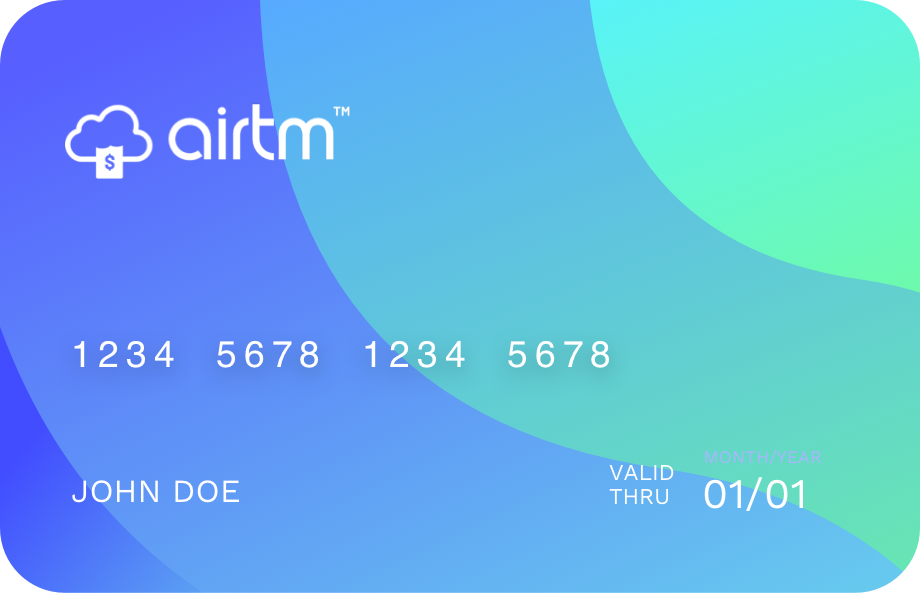 airtm™
$
1234 5678 1234 5678
MONTH/YEAR
VALID
THRU
01/01
JOHN DOE